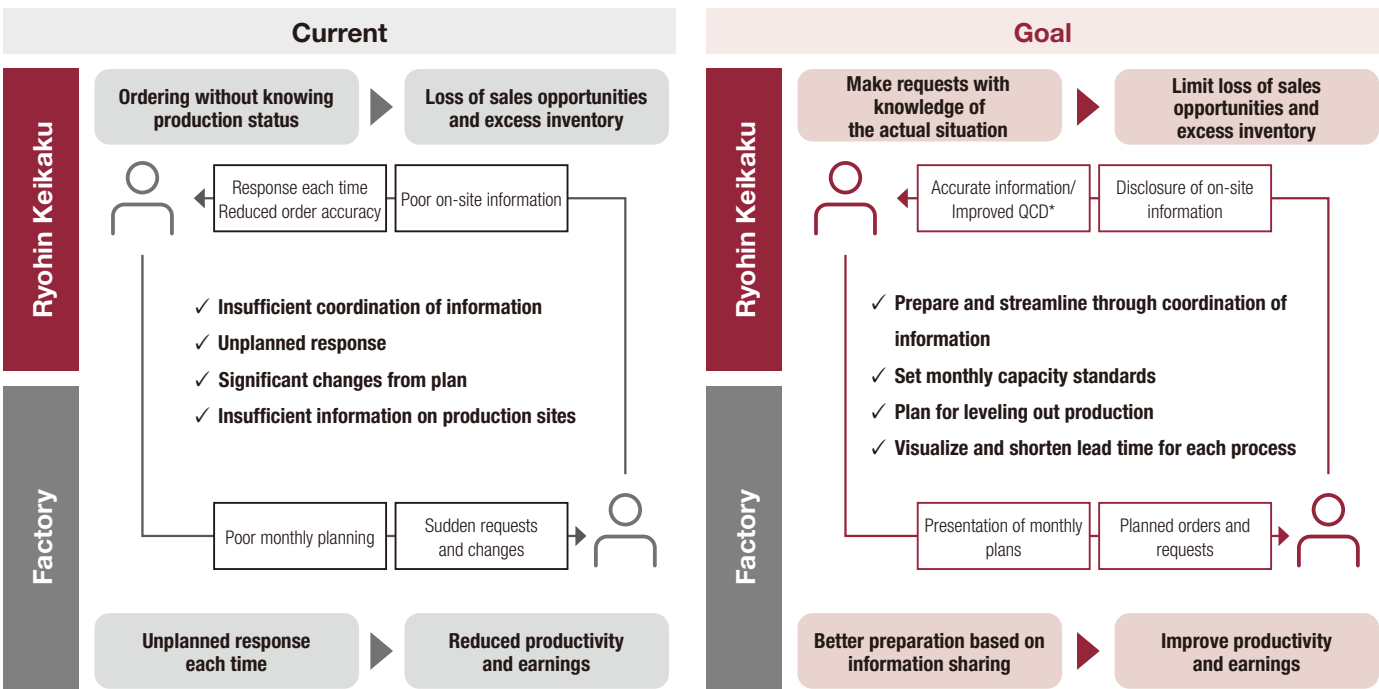 Current
Ryohin Keikaku
Factory
Ordering without knowing
production status
Loss of sales opportunities
and excess inventory
Response each time
Reduced order accuracy
Poor on-site information
✓ Insufficient coordination of information
✓ Unplanned response
✓ Significant changes from plan
✓ Insufficient information on production sites
Poor monthly planning
Sudden requests
and changes
Unplanned response
each time
Reduced productivity
and earnings
Goal
Ryohin Keikaku
Factory
Make requests with
knowledge of
the actual situation
Limit loss of sales
opportunities and
excess inventory
Accurate information/
Improved QCD*
Disclosure of on-site
information
✓ Prepare and streamline through coordination of
information
✓ Set monthly capacity standards
✓ Plan for leveling out production
✓ Visualize and shorten lead time for each process
Presentation of monthly
plans
Planned orders and
requests
Better preparation based on
information sharing
Improve productivity
and earnings